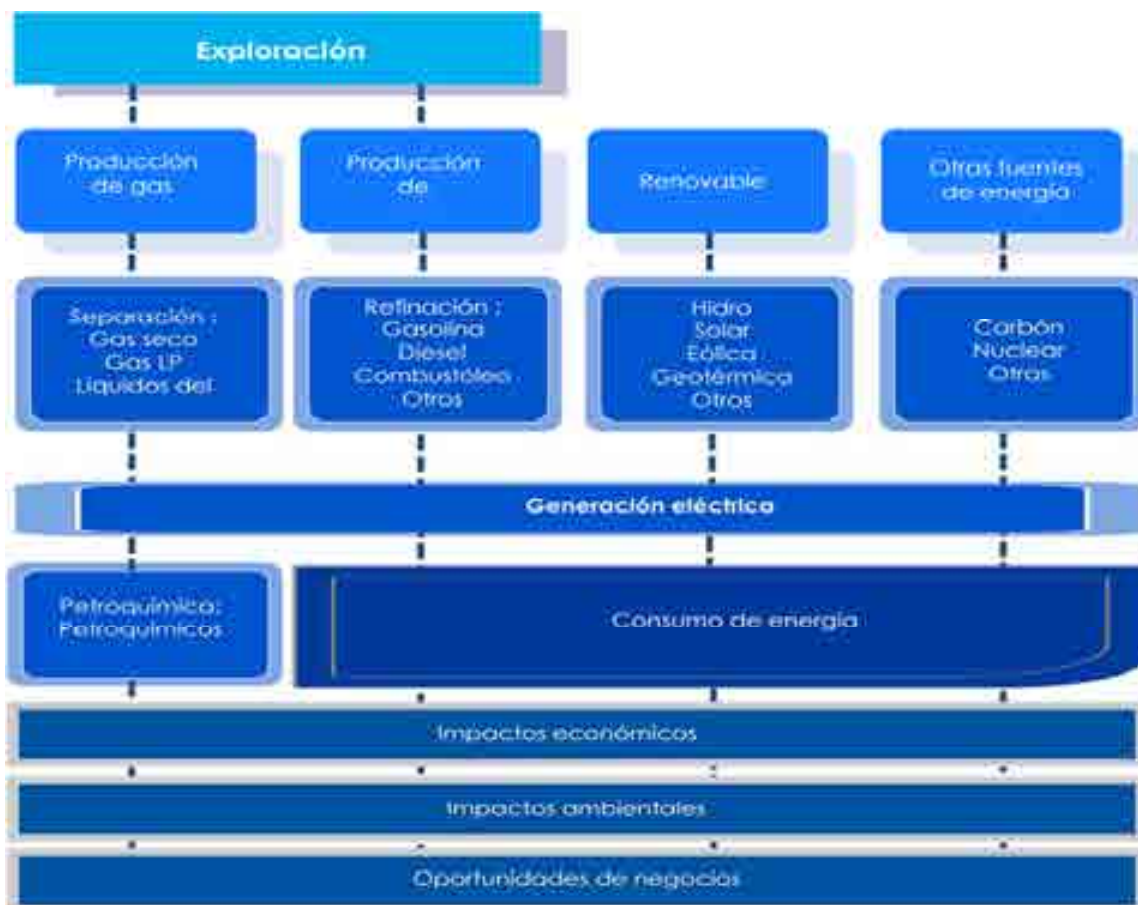 Exploración
Producción
de gas
Producción
de
Renovable
Otras fuentes
de energía
Separación :
Gas seco
Gas LP
Líquidos del
Refinación :
Gasolina
Diesel
Combustóleo
Otros
Hidro
Solar
Eólica
Geotérmica
Otros
Carbón
Nuclear
Otras
Generación eléctrica
Petroquímica:
Petroquímicos
Consumo de energía
Impactos económicos
Impactos ambientales
Oportunidades de negocios